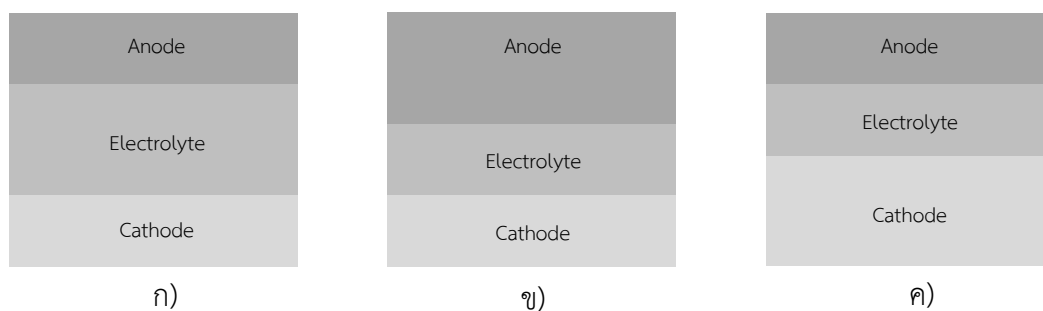 Anode
Electrolyte
Cathode
ก)
Anode
Electrolyte
Cathode
ข)
Anode
Electrolyte
Cathode
ค)